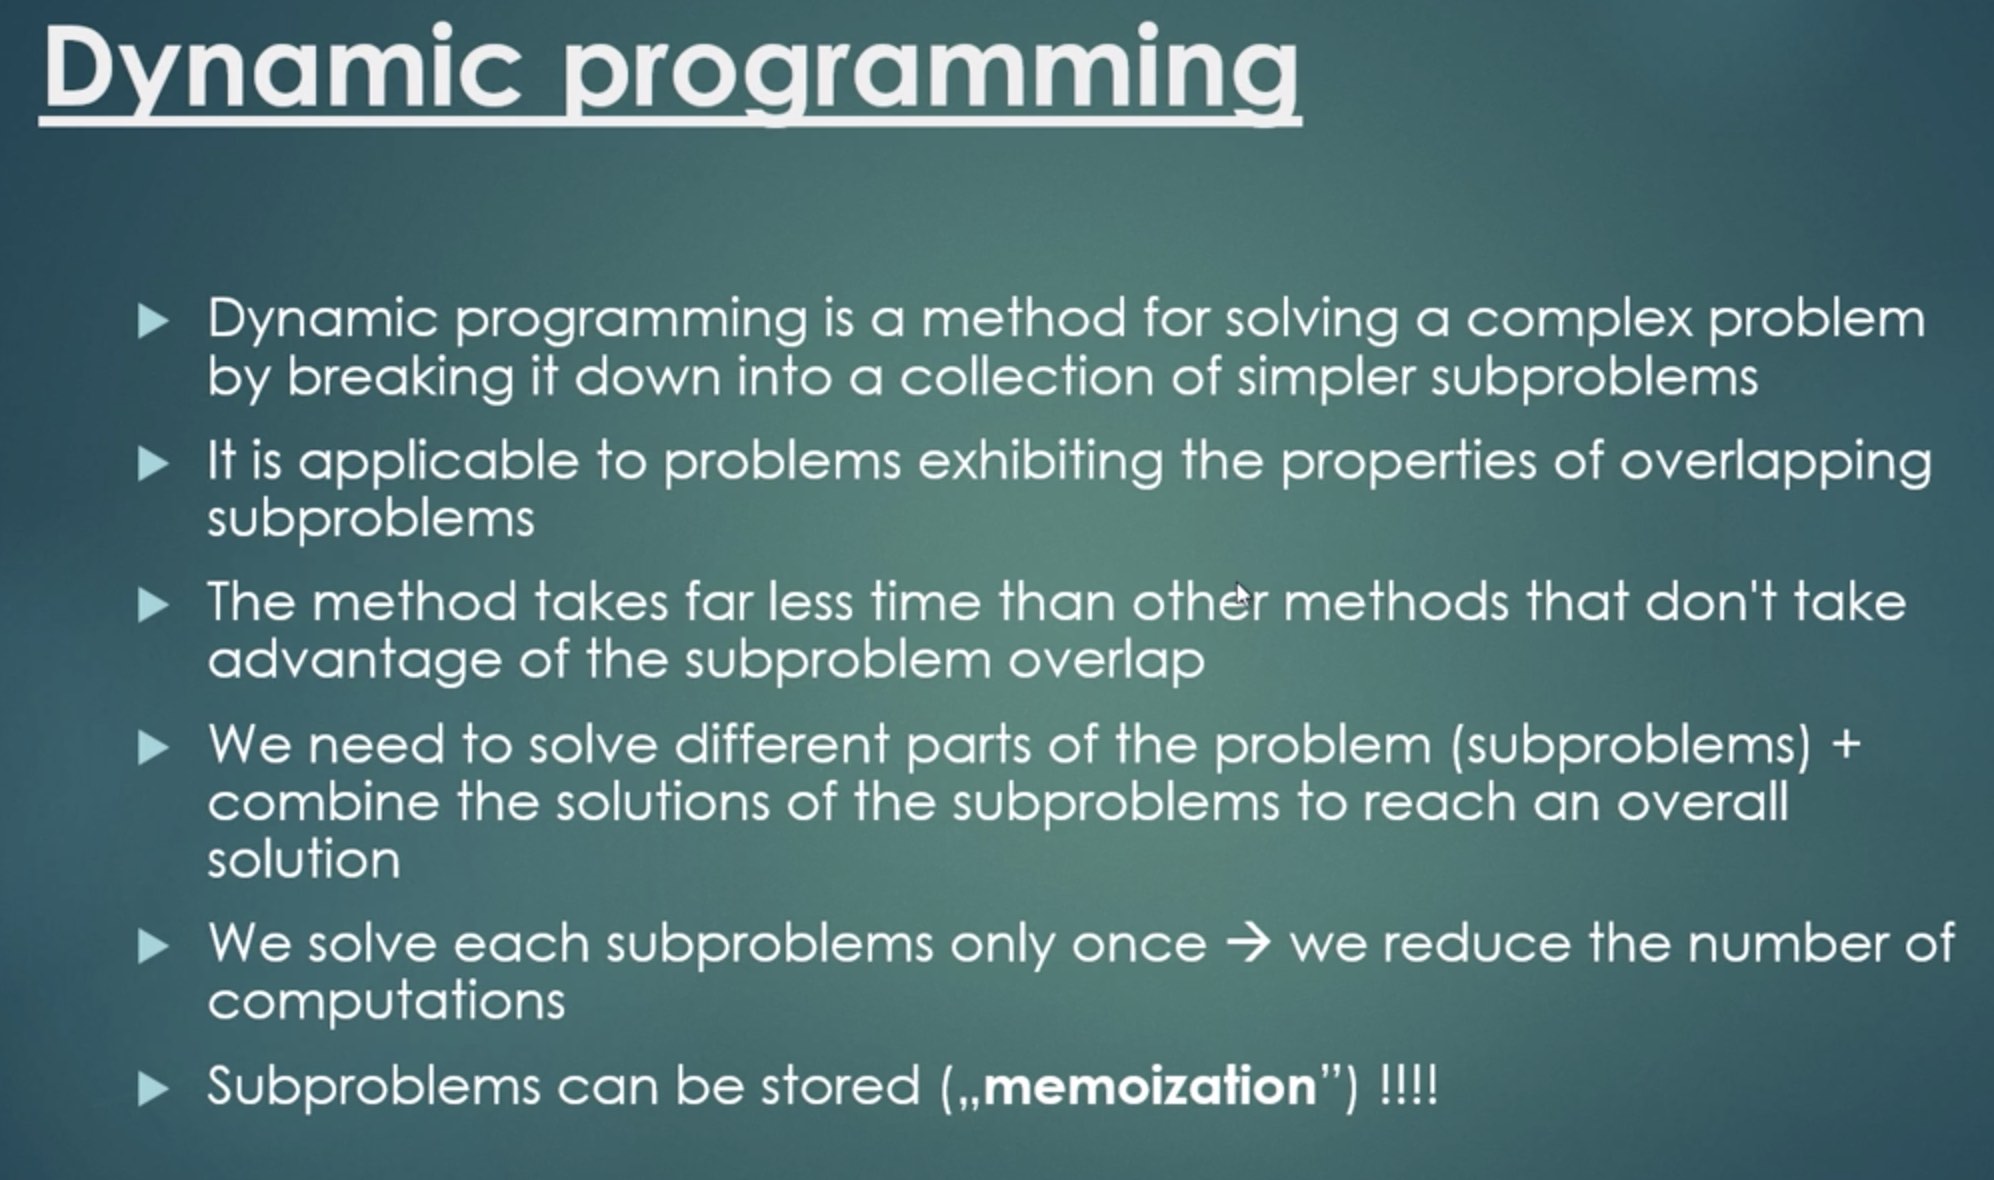 Dynamic programming
Dynamic programming is a method for solving a complex problem
by breaking it down into a collection of simpler subproblems
It is applicable to problems exhibiting the properties of overlapping
subproblems
The method takes far less time than other methods that don't take
advantage of the subproblem overlap
We need to solve different parts of the problem (subproblems) +
combine the solutions of the subproblems to reach an overall
solution
We solve each subproblems only once → we reduce the number of
computations
Subproblems can be stored („memoization”) !!!!